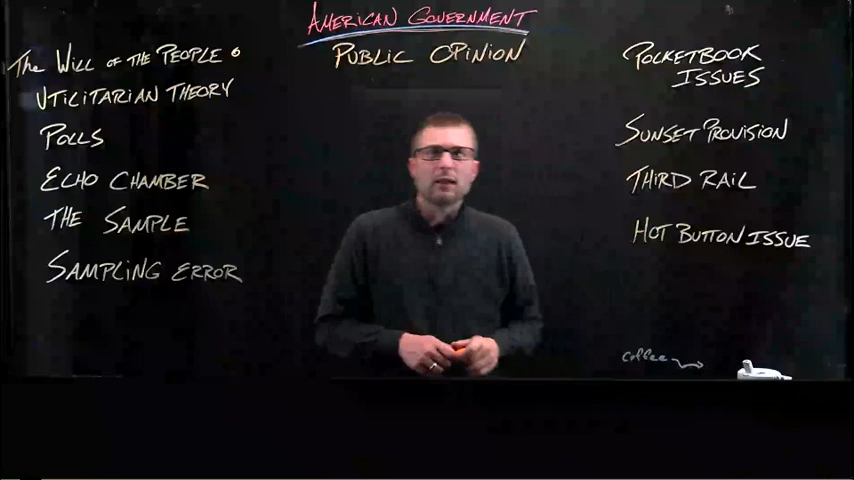 AMERICAN GOVERNMENT
PUBLIC OPINION
The WILL OF THE PEOPLE
UTILITARIAN THEORY
POLLS
ECHO CHAMBER
THE SAMPLE
SAMPLING ERROR
POCKETBOOK
ISSUES
SUNSET PROVISION
THIRD RAIL
HOT BUTTON ISSUE
coffee